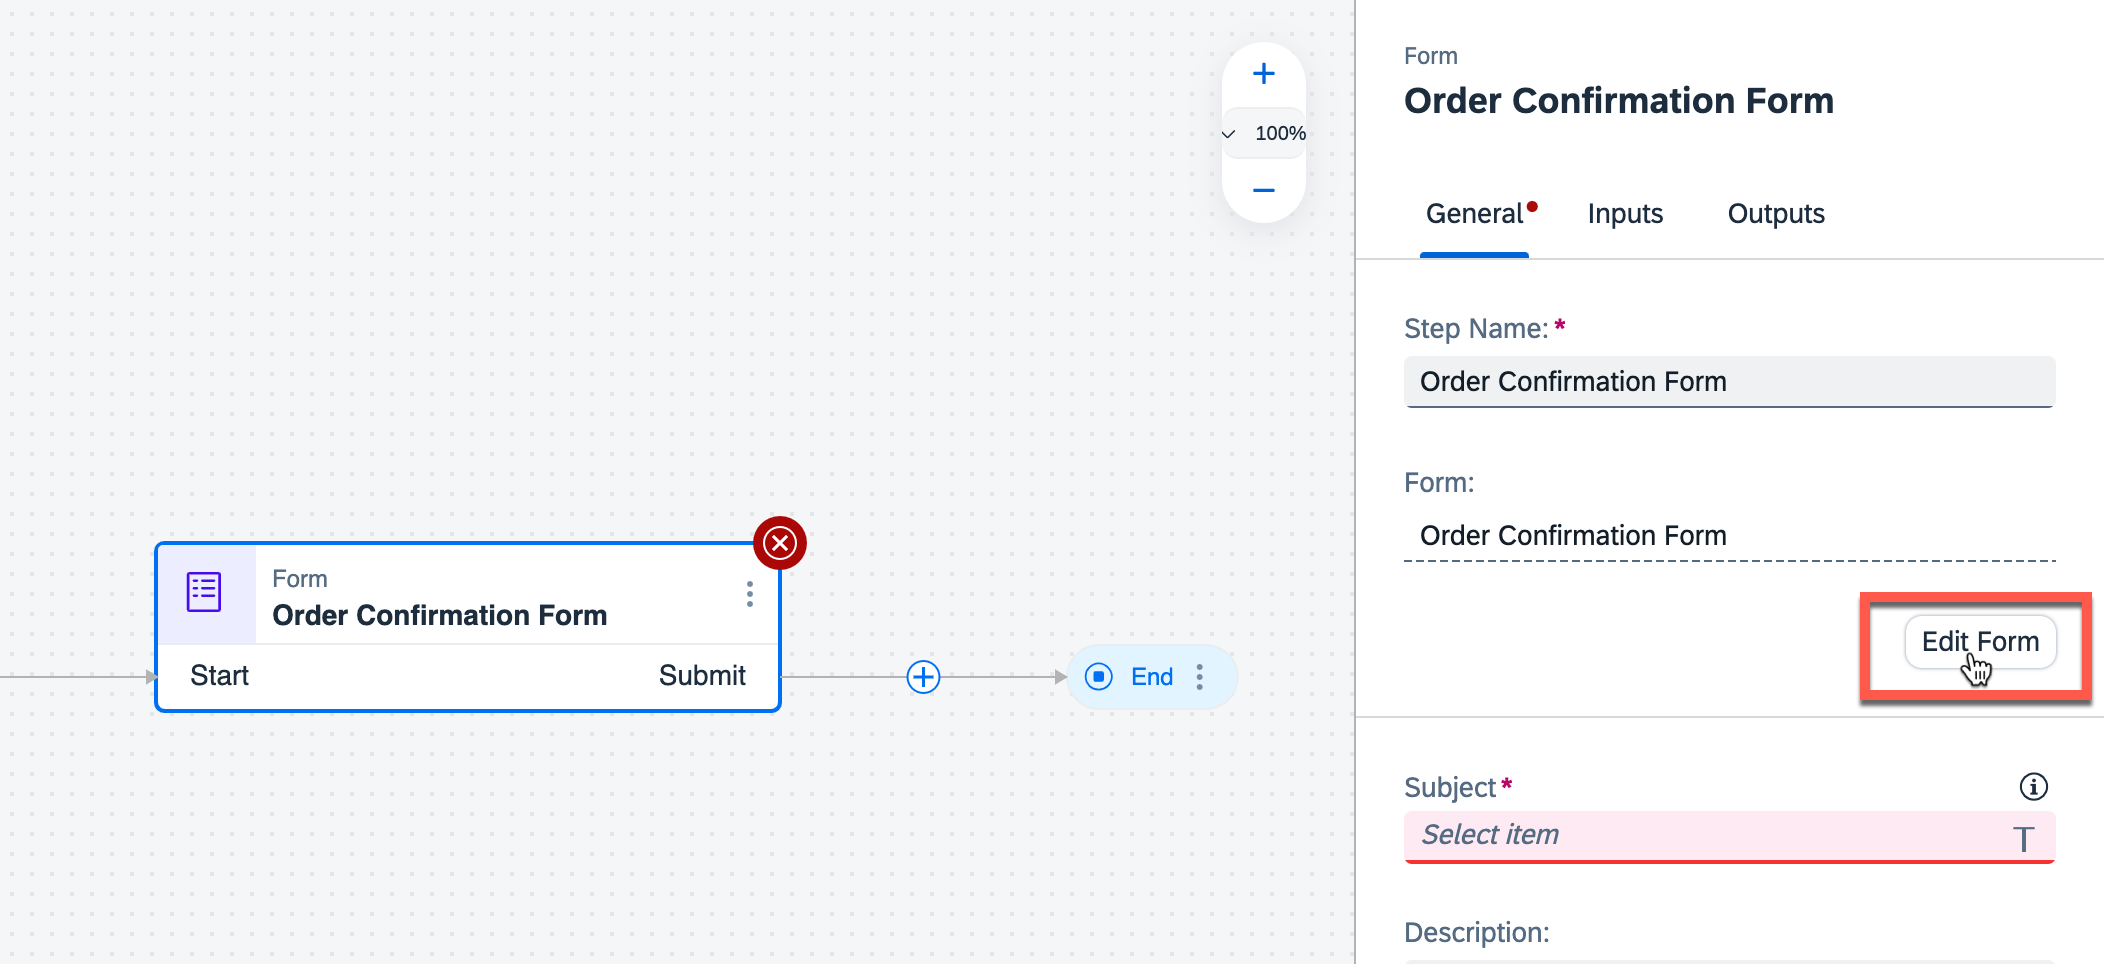 100%
Form
Order Confirmation Form
Start
Submit
End
Form
Order Confirmation Form
General
Inputs
Outputs
Step Name: *
Order Confirmation Form
Form:
Order Confirmation Form
Edit Form
Subject *
Select item
Description: